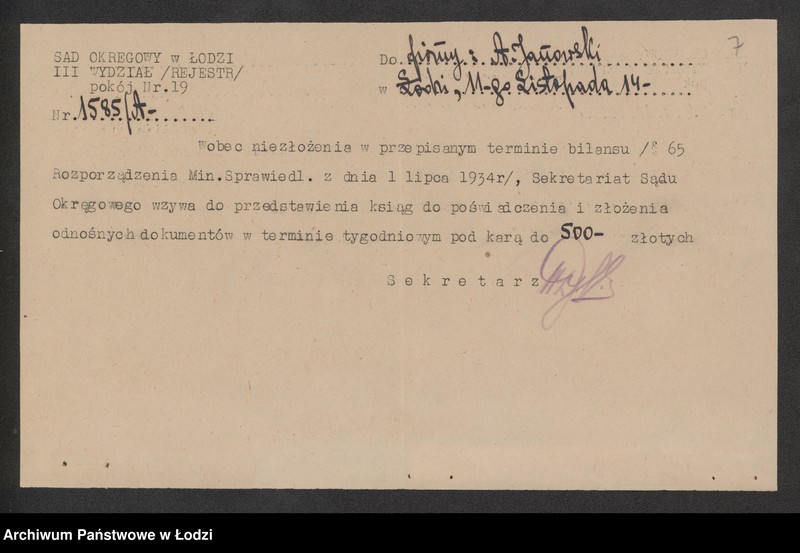 7
SAD OKRĘGOWY w ŁODZI
III WYDZIAŁ /REJESTR/
pokój Nr.19
Nr. 1585/A-
Do firmy: A. Janowski
w Łodzi, 11-go Listopada 14-
Wobec niezłożenia w przepisanym terminie bilansu /§ 65
Rozporządzenia Min.Sprawiedl. z dnia 1 lipca 1934r/, Sekretariat Sądu
Okręgowego wzywa do przedstawienia ksiąg do poświadczenia i złożenia
odnośnych dokumentów w terminie tygodniowym pod karą do 500- złotych
Sekretarz
Archiwum Państwowe w Łodzi